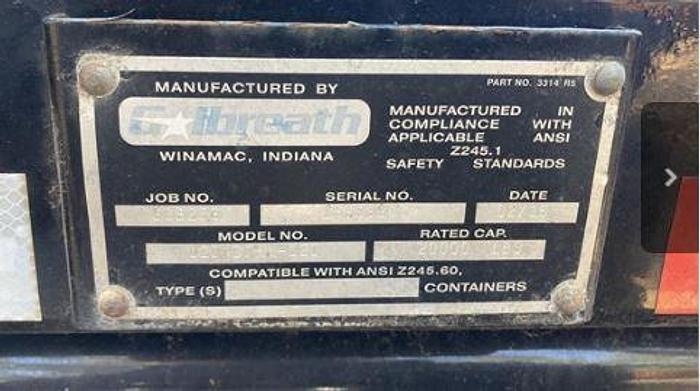 PART NO. 3314 R5
MANUFACTURED BY
Galbreath
WINAMAC, INDIANA
MANUFACTURED IN
COMPLIANCE WITH
APPLICABLE ANSI
Z245.1
SAFETY STANDARDS
JOB NO.
SERIAL NO.
DATE
MODEL NO.
RATED CAP.
COMPATIBLE WITH ANSI Z245.60,
TYPE (S)
CONTAINERS